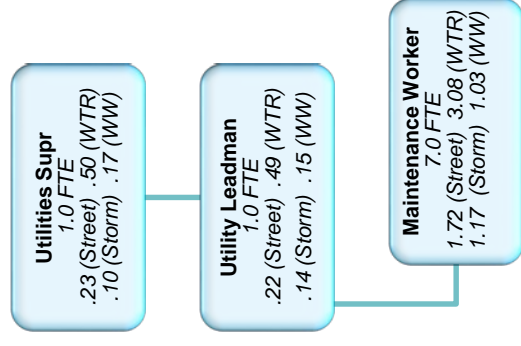 Utilities Supr
1.0 FTE
.23 (Street) .50 (WTR)
.10 (Storm) .17 (WW)
Utility Leadman
1.0 FTE
.22 (Street) .49 (WTR)
.14 (Storm) .15 (WW)
Maintenance Worker
7.0 FTE
1.72 (Street) 3.08 (WTR)
1.17 (Storm) 1.03 (WW)